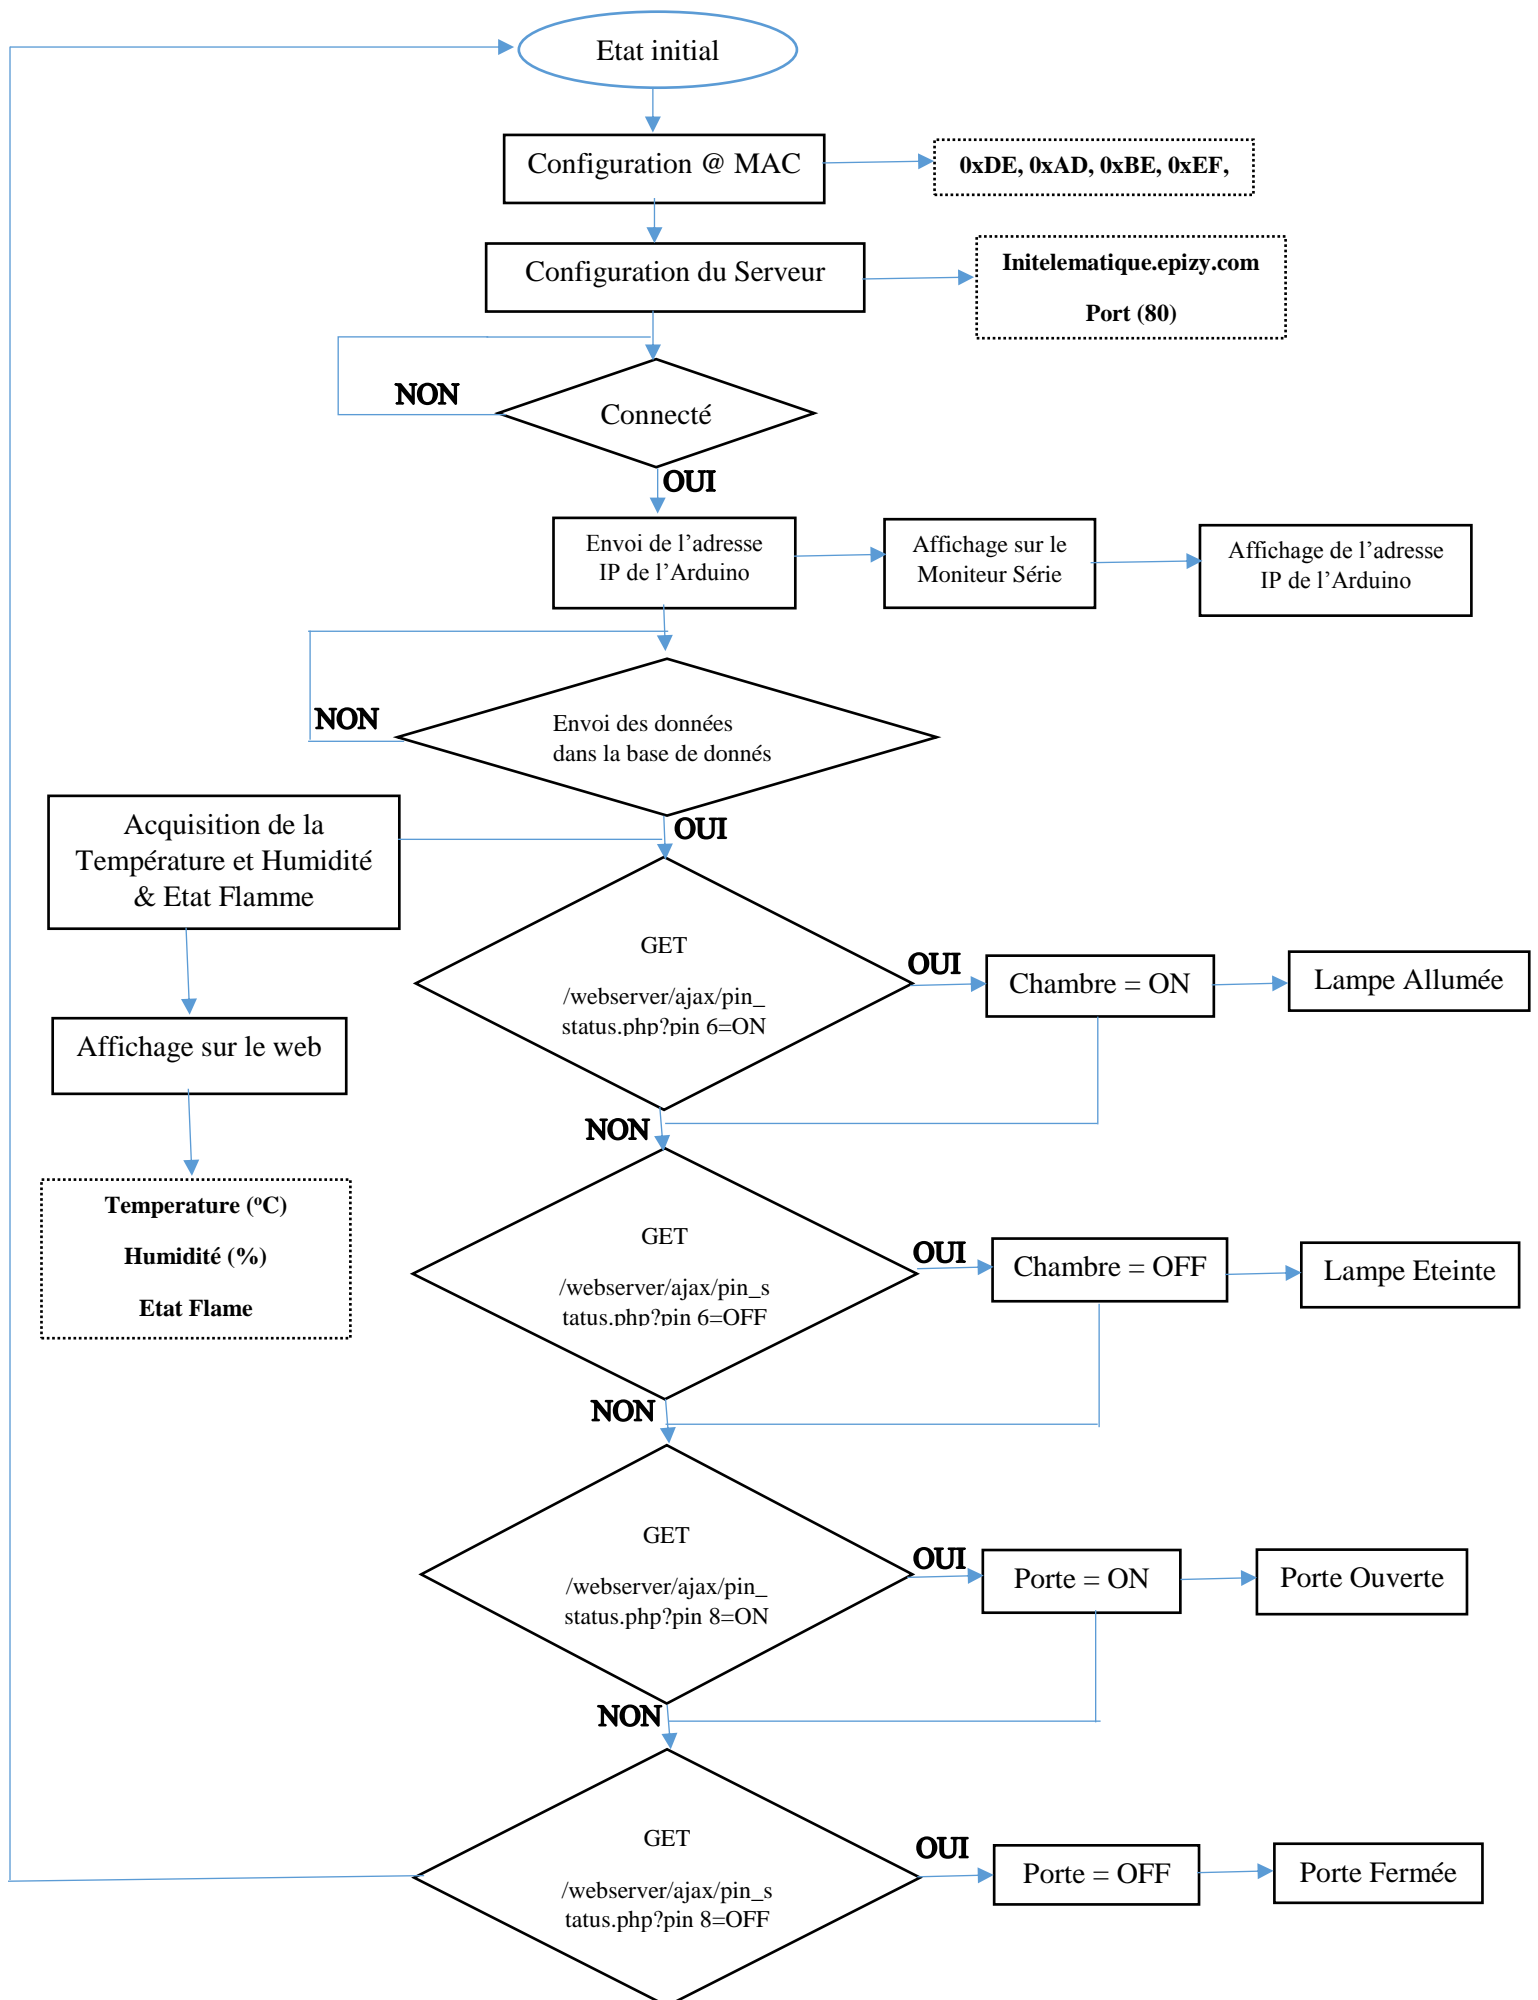 Etat initial
Configuration @ MAC
0xDE, 0xAD, 0xBE, 0xEF,
Configuration du Serveur
Initelematique.epizy.com
Port (80)
NON
Connecté
OUI
Envoi de l’adresse
IP de l’Arduino
Affichage sur le
Moniteur Série
Affichage de l’adresse
IP de l’Arduino
NON
Envoi des données
dans la base de donnés
OUI
Acquisition de la
Température et Humidité
& Etat Flamme
GET
/webserver/ajax/pin_
status.php?pin 6=ON
OUI
Chambre = ON
Lampe Allumée
Affichage sur le web
NON
Temperature (ºC)
Humidité (%)
Etat Flame
GET
/webserver/ajax/pin_s
tatus.php?pin 6=OFF
OUI
Chambre = OFF
Lampe Eteinte
NON
GET
/webserver/ajax/pin_
status.php?pin 8=ON
OUI
Porte = ON
Porte Ouverte
NON
GET
/webserver/ajax/pin_s
tatus.php?pin 8=OFF
OUI
Porte = OFF
Porte Fermée